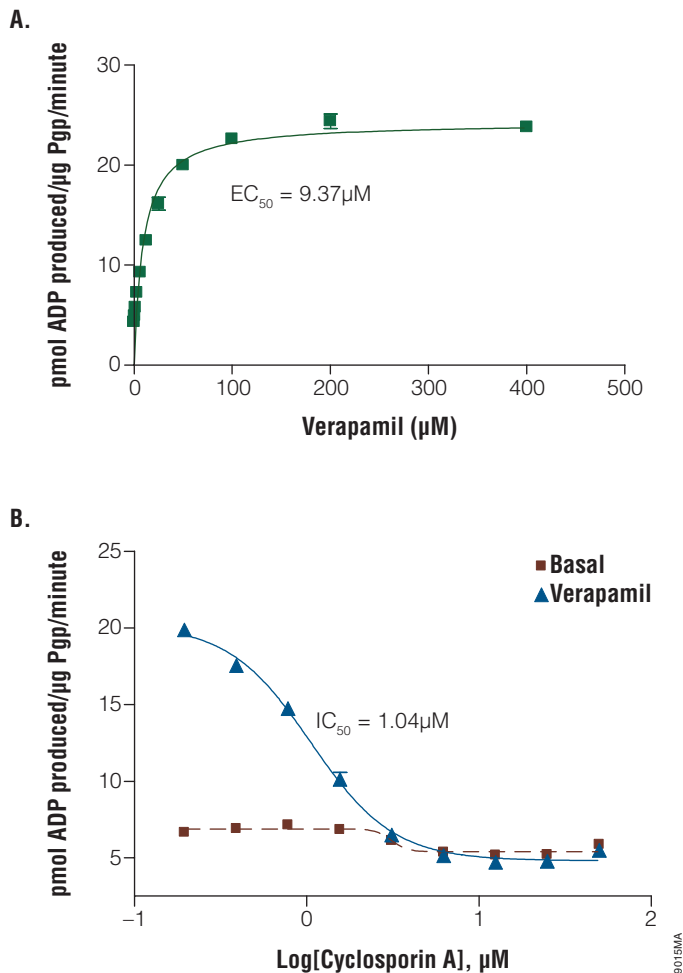 A.
pmol ADP produced/µg Pgp/minute
30
20
10
0
EC50 = 9.37µM
0 100 200 300 400 500
Verapamil (µM)
B.
pmol ADP produced/µg Pgp/minute
25
20
15
10
5
Basal
Verapamil
IC50 = 1.04µM
–1 0 1 2
Log[Cyclosporin A], µM
9015MA